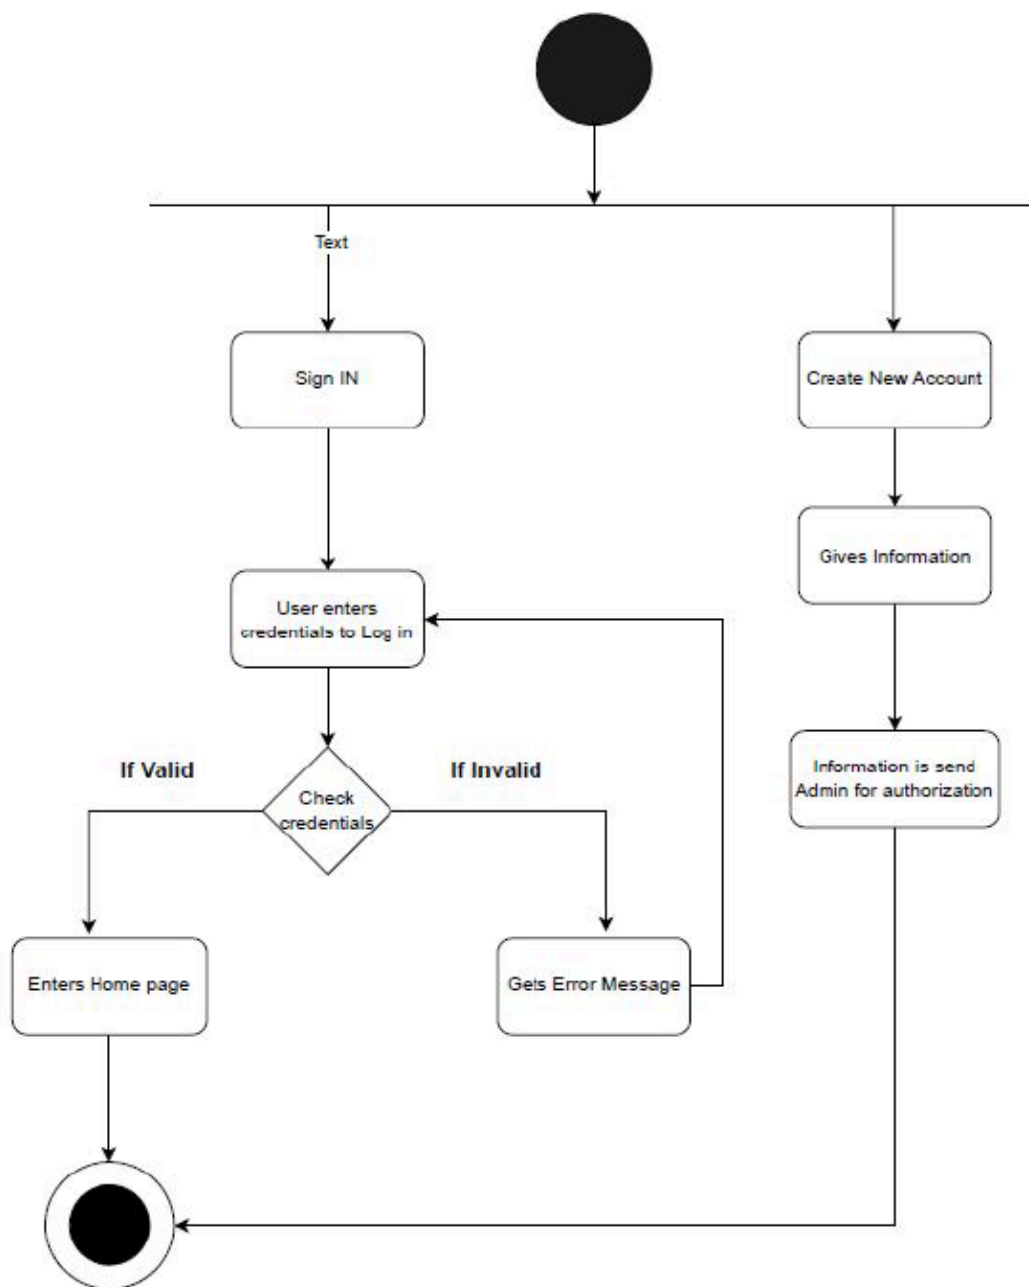 Text
Sign IN
Create New Account
Gives Information
User enters
credentials to Log in
If Valid
If Invalid
Check
credentials
Information is send
Admin for authorization
Enters Home page
Gets Error Message